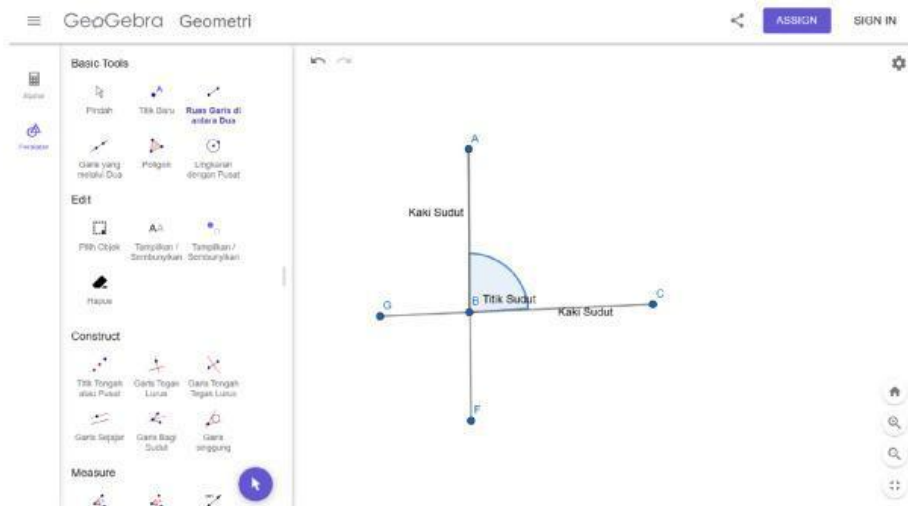 GeoGebra Geometri
ASSIGN
SIGN IN
Basic Tools
Pindah
Titik Baru
Ruas Garis di
antara Dua
Garis yang
melalui Dua
Poligon
Lingkaran
dengan Pusat
Edit
Pilih Objek
Tampilkan /
Sembunyikan
Tampilkan /
Sembunyikan
Hapus
Construct
Titik Tengah
atau Pusat
Garis Tegak
Lurus
Garis Tengah
Tegak Lurus
Garis Sejajar
Garis Bagi
Sudut
Garis
singgung
Measure
A
Kaki Sudut
G
B
Titik Sudut
C
Kaki Sudut
F